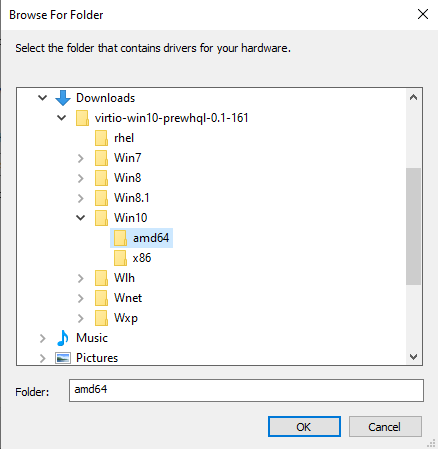 Browse For Folder
Select the folder that contains drivers for your hardware.
Downloads
virtio-win10-prewhql-0.1-161
rhel
Win7
Win8
Win8.1
Win10
amd64
x86
Wlh
Wnet
Wxp
Music
Pictures
Folder: amd64
OK Cancel